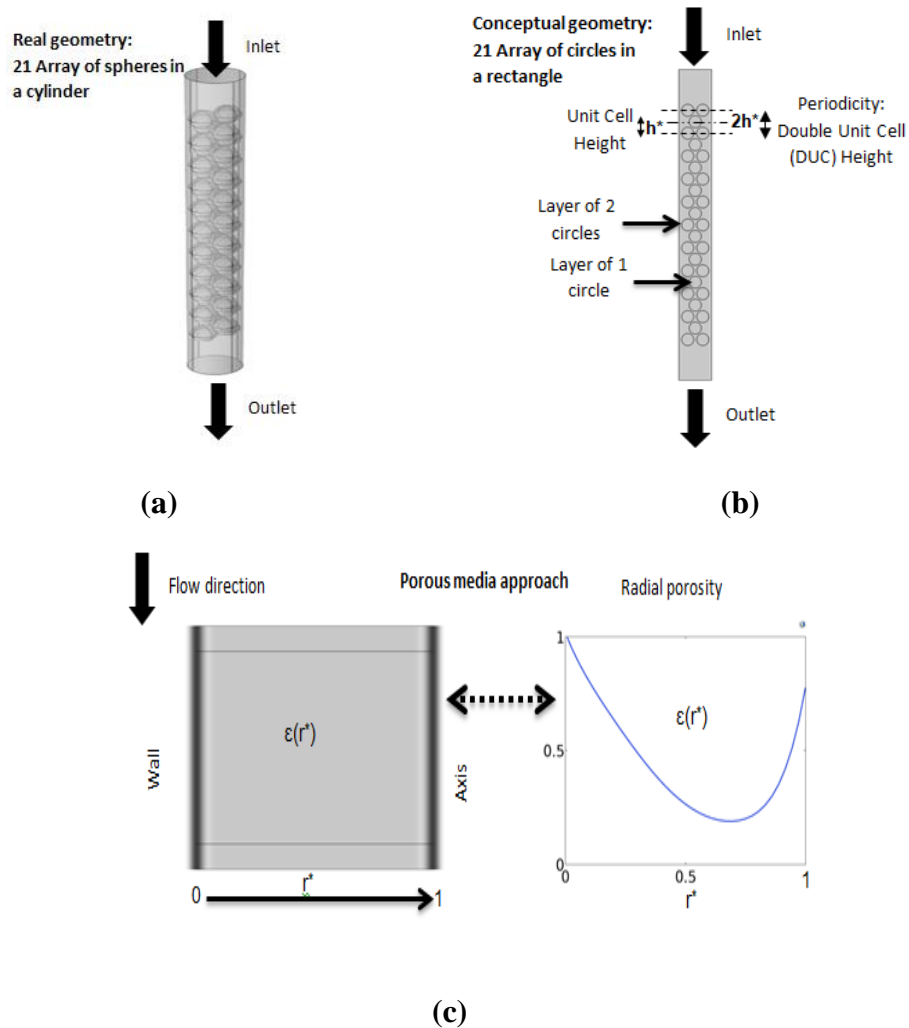 Real geometry:
21 Array of spheres in
a cylinder
Inlet
Outlet
(a)
Conceptual geometry:
21 Array of circles in
a rectangle
Inlet
Unit Cell
Height
h*
2h*
Periodicity:
Double Unit Cell
(DUC) Height
Layer of 2
circles
Layer of 1
circle
Outlet
(b)
Flow direction
Porous media approach
Radial porosity
Wall
ε(r*)
Axis
0
r*
1
1
0.5
0
ε(r*)
0
0.5
1
r*
(c)